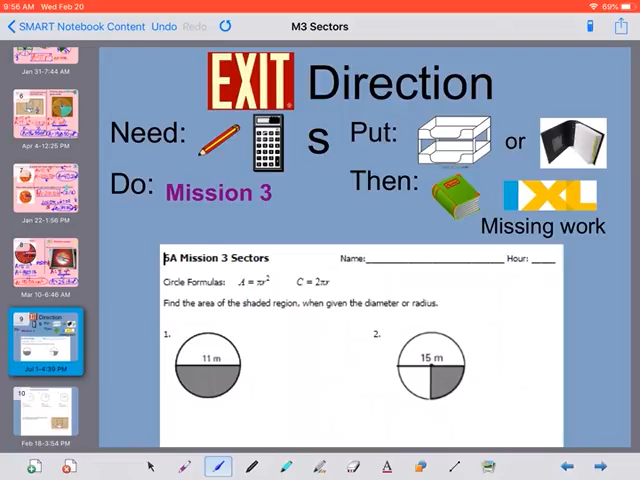 9:56 AM Wed Feb 20
69%
SMART Notebook Content
Undo
Redo
M3 Sectors
Jan 31-7:44 AM
6
Apr 4-12:25 PM
Jan 22-1:56 PM
8
Mar 10-6:46 AM
9
Jul 1-4:39 PM
10
Feb 18-3:54 PM
EXIT Direction
s
Need:
Put:
or
Do: Mission 3
Then:
IXL
Missing work
6A Mission 3 Sectors Name: Hour:
Circle Formulas: A = πr² C = 2πr
Find the area of the shaded region, when given the diameter or radius.
1.
11 m
2.
15 m
A